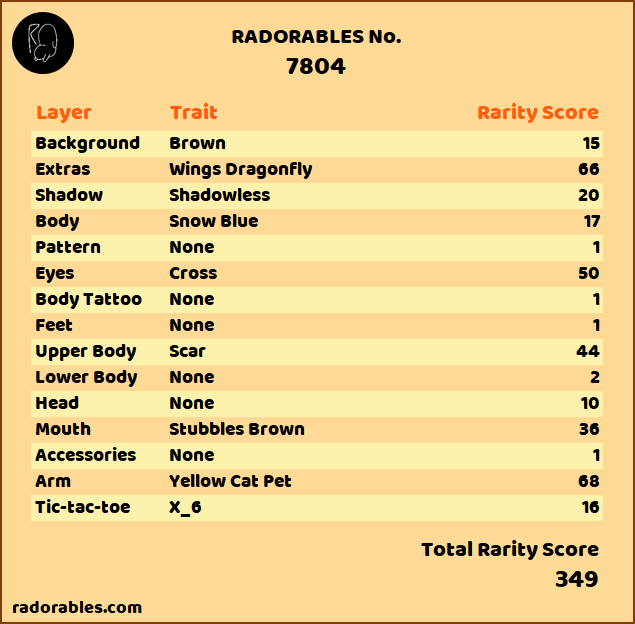 RADORABLES No.
7804
Layer Trait Rarity Score
Background Brown 15
Extras Wings Dragonfly 66
Shadow Shadowless 20
Body Snow Blue 17
Pattern None 1
Eyes Cross 50
Body Tattoo None 1
Feet None 1
Upper Body Scar 44
Lower Body None 2
Head None 10
Mouth Stubbles Brown 36
Accessories None 1
Arm Yellow Cat Pet 68
Tic-tac-toe X_6 16
Total Rarity Score
349
radorables.com